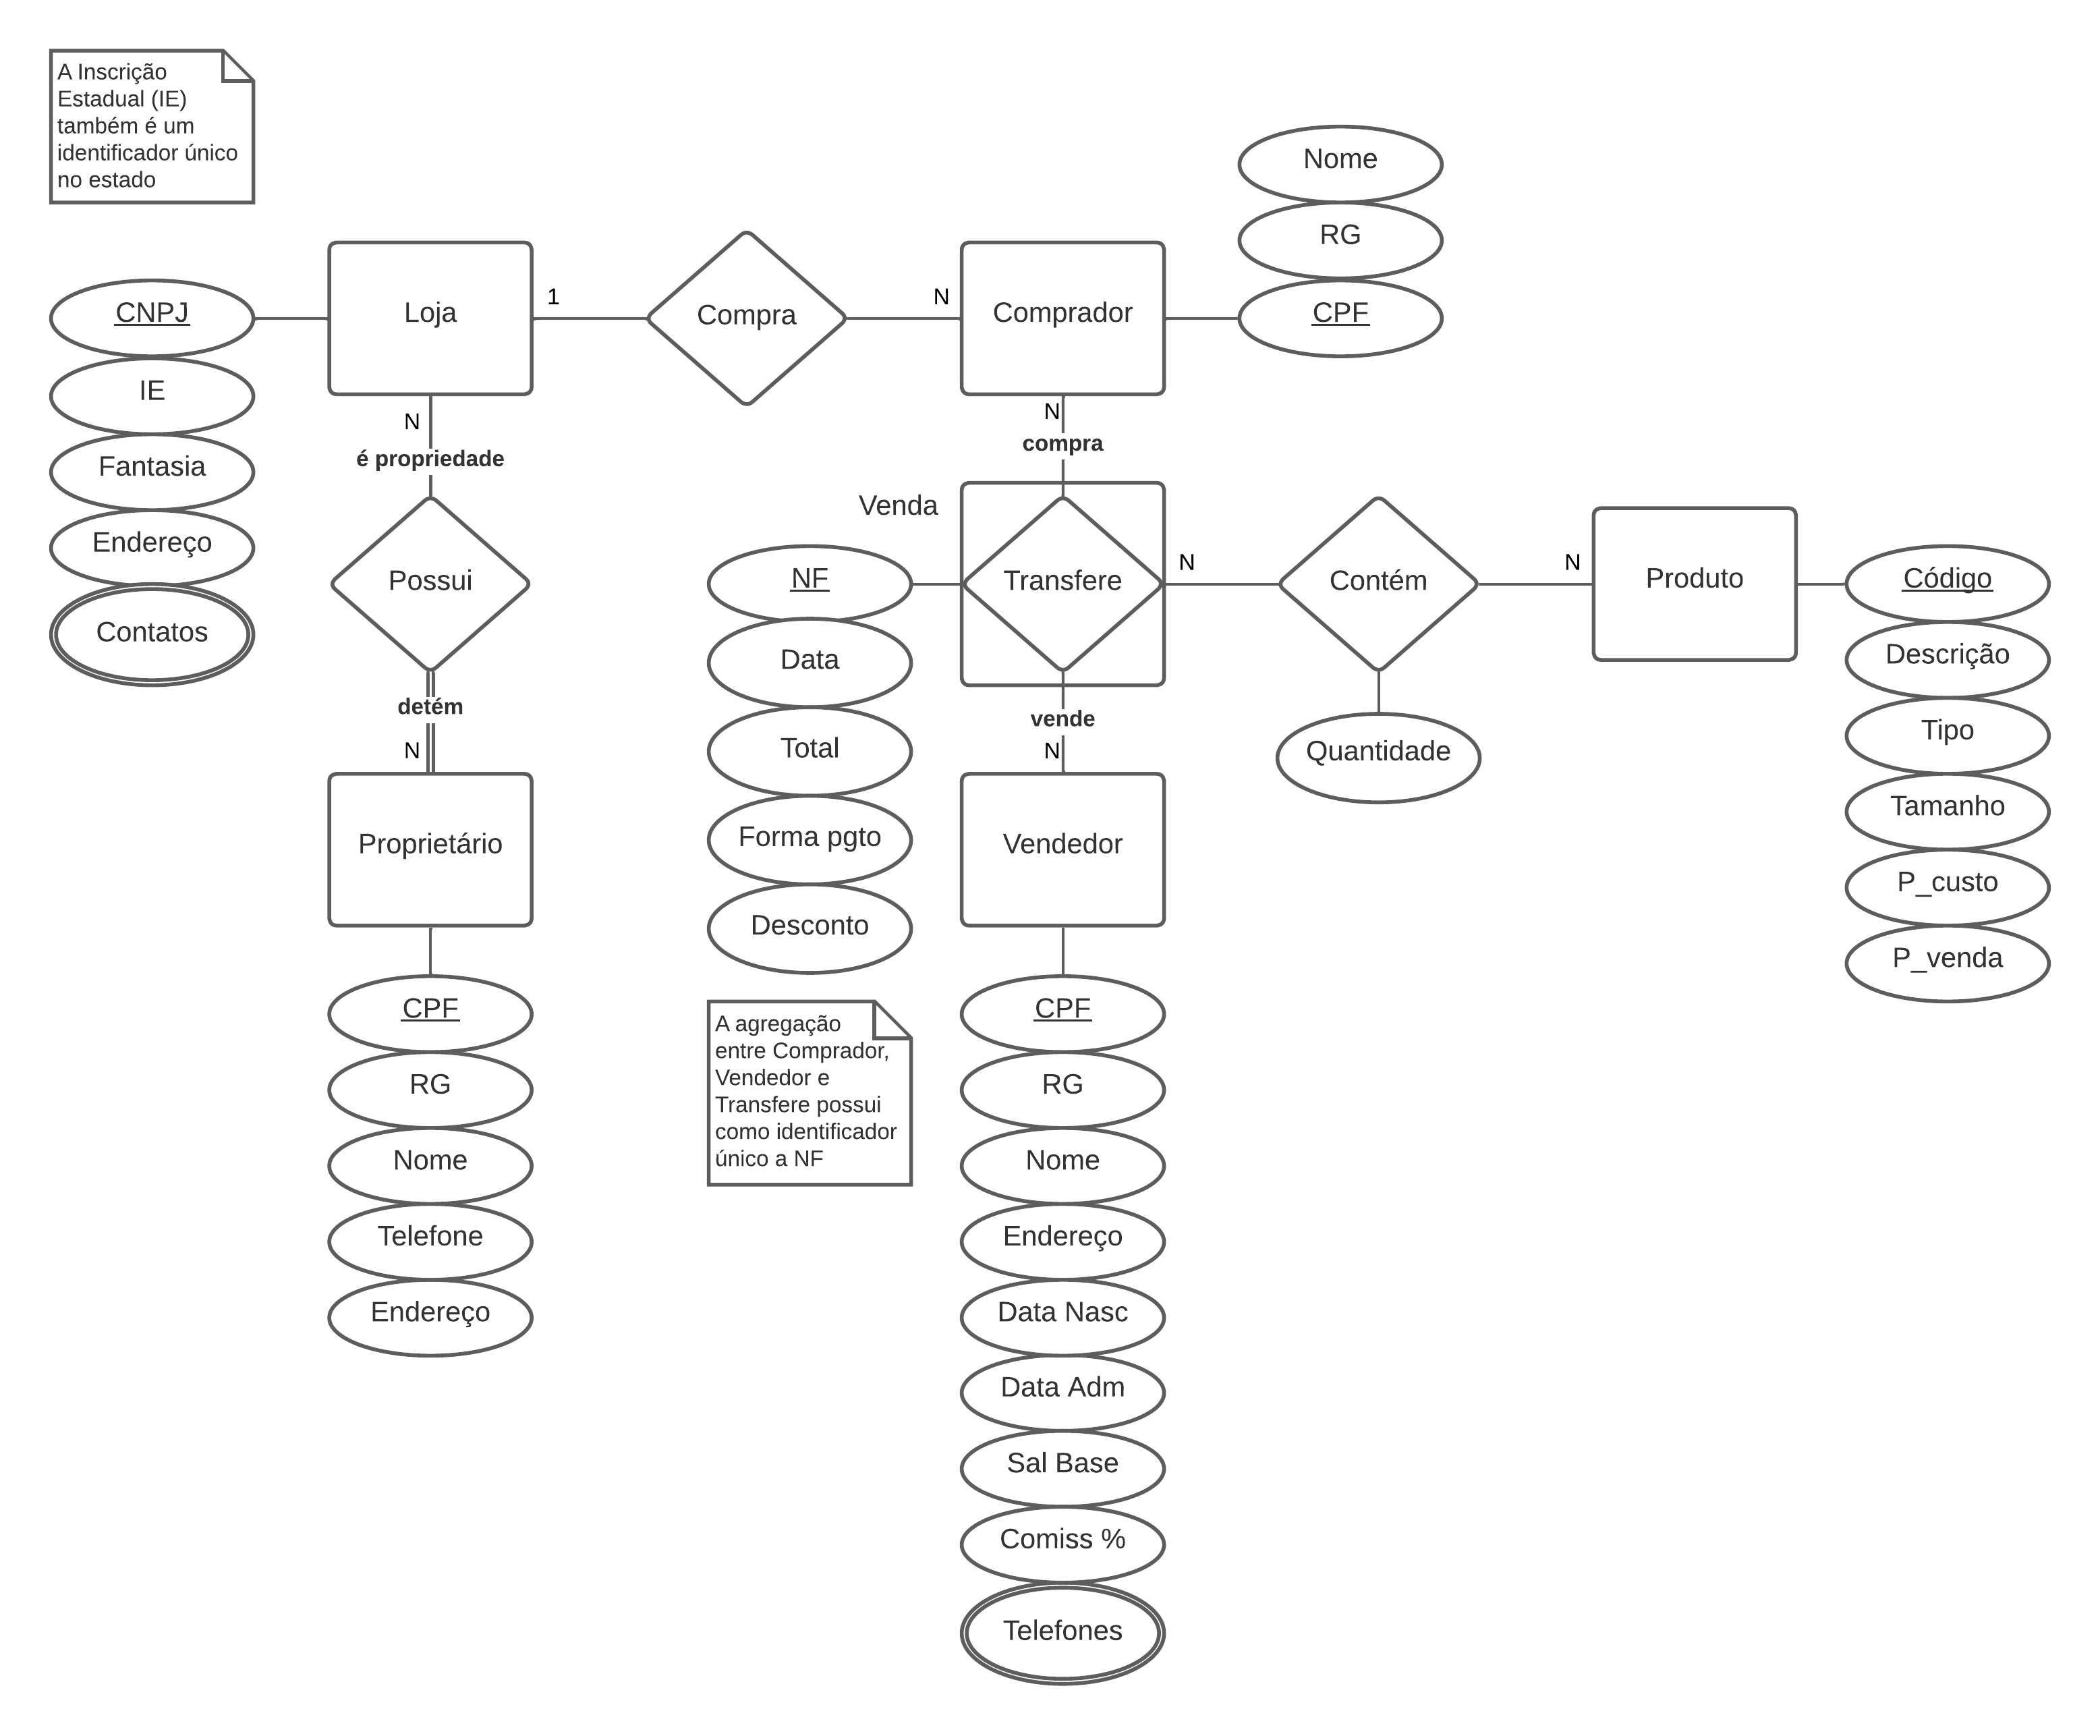 A Inscrição
Estadual (IE)
também é um
identificador único
no estado
Nome
RG
CPF
CNPJ
IE
Fantasia
Endereço
Contatos
Loja
1
Compra
N
Comprador
N
é propriedade
Possui
detém
N
Proprietário
CPF
RG
Nome
Telefone
Endereço
N
compra
Venda
Transfere
vende
N
NF
Data
Total
Forma pgto
Desconto
A agregação
entre Comprador,
Vendedor e
Transfere possui
como identificador
único a NF
Vendedor
CPF
RG
Nome
Endereço
Data Nasc
Data Adm
Sal Base
Comiss %
Telefones
N
Contém
N
Quantidade
Produto
Código
Descrição
Tipo
Tamanho
P_custo
P_venda